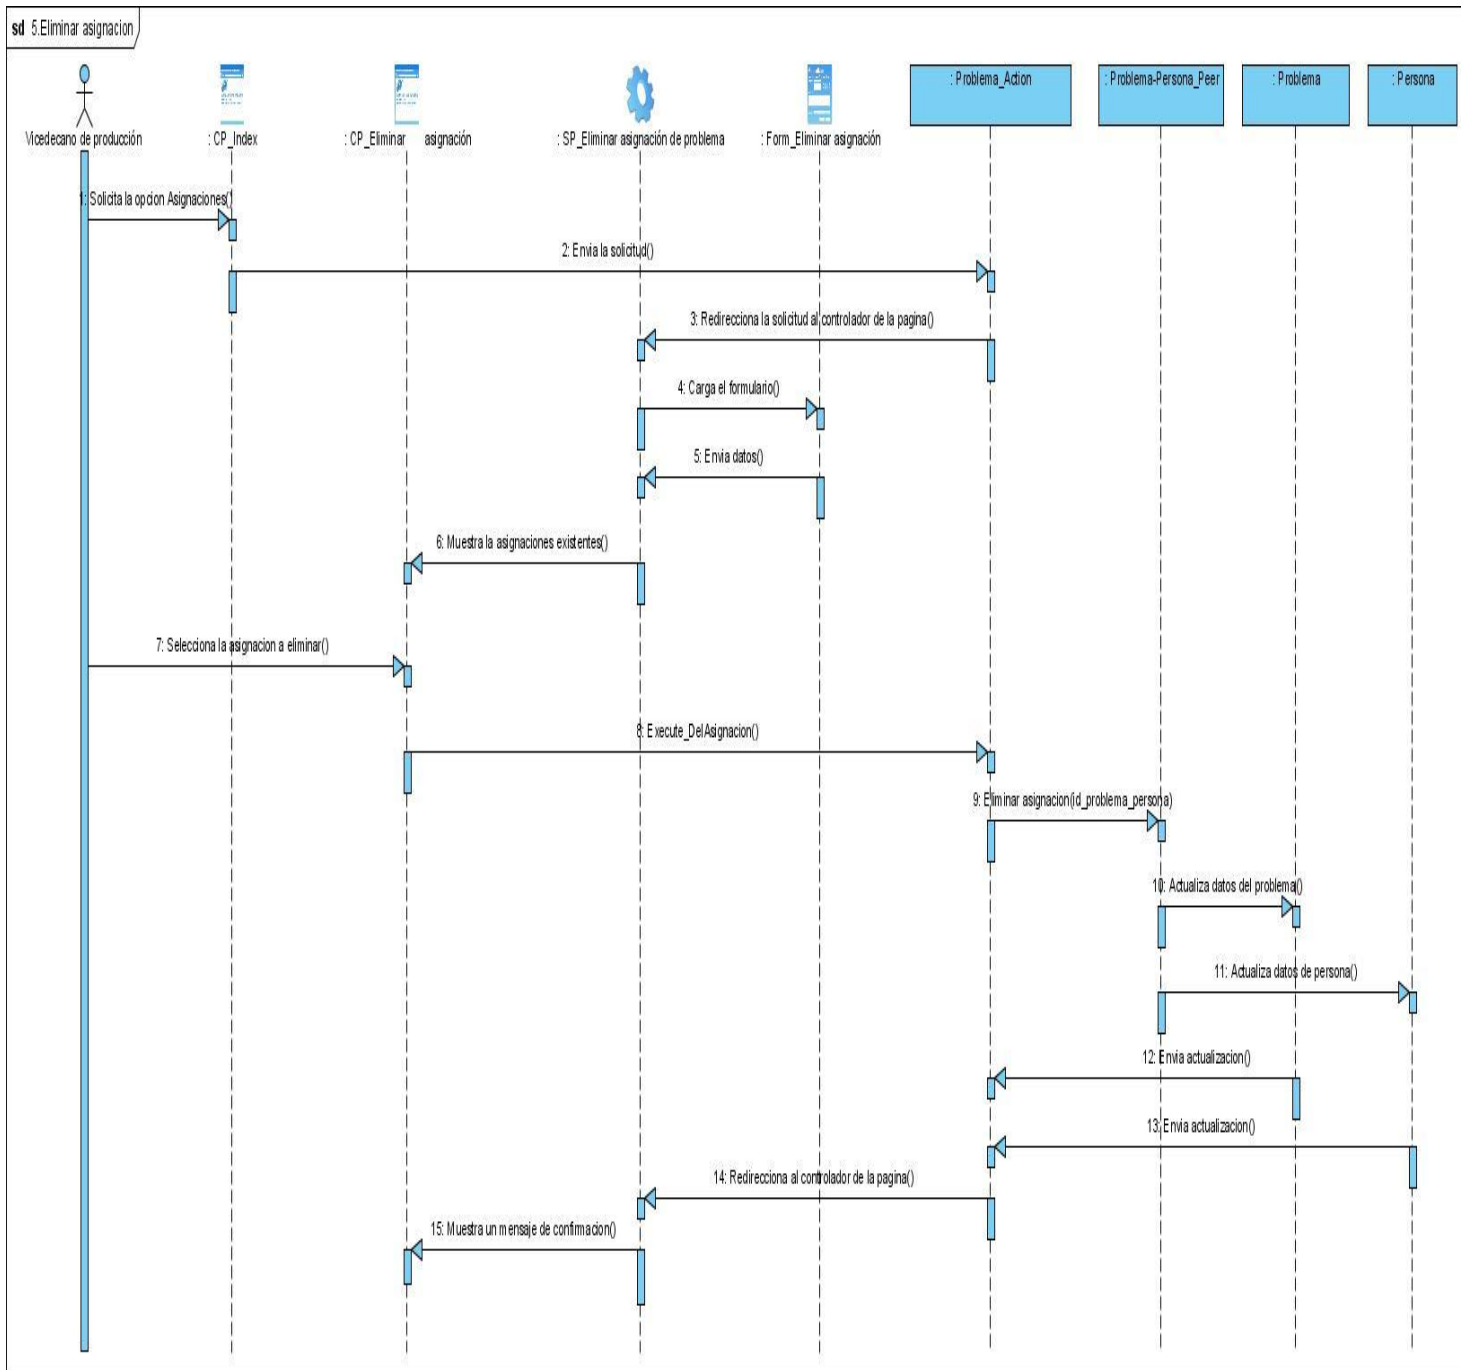 sd 5.Eliminar asignacion
: Problema_Action
: Problema-Persona_Peer
: Problema
: Persona
Vicedecano de producción
: CP_Index
: CP_Eliminar asignación
: SP_Eliminar asignación de problema
: Form_Eliminar asignación
1: Solicita la opcion Asignaciones()
2: Envia la solicitud()
3: Redirecciona la solicitud al controlador de la pagina()
4: Carga el formulario()
5: Envia datos()
6: Muestra la asignaciones existentes()
7: Selecciona la asignacion a eliminar()
8: Execute_DelAsignacion()
9: Eliminar asignacion(id_problema_persona)
10: Actualiza datos del problema()
11: Actualiza datos de persona()
12: Envia actualizacion()
13: Envia actualizacion()
14: Redirecciona al controlador de la pagina()
15: Muestra un mensaje de confirmacion()